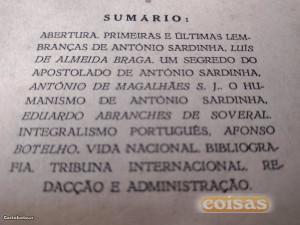 SUMÁRIO:
ABERTURA. PRIMEIRAS E ÚLTIMAS LEM-
BRANÇAS DE ANTÓNIO SARDINHA, LUÍS
DE ALMEIDA BRAGA. UM SEGREDO DO
APOSTOLADO DE ANTÓNIO SARDINHA,
ANTÓNIO DE MAGALHÃES S. J.. O HU-
MANISMO DE ANTÓNIO SARDINHA,
EDUARDO ABRANCHES DE SOVERAL.
INTEGRALISMO PORTUGUÊS, AFONSO
BOTELHO. VIDA NACIONAL. BIBLIOGRA-
FIA. TRIBUNA INTERNACIONAL. RE-
DACÇÃO E ADMINISTRAÇÃO.
coisas